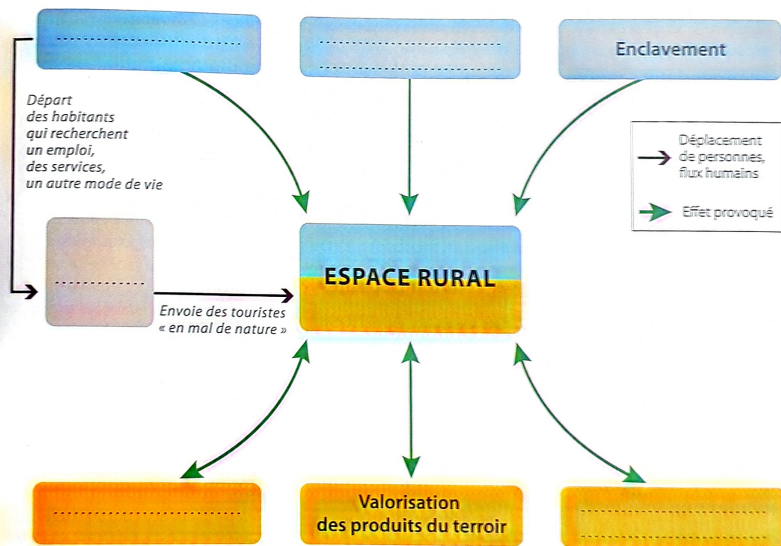 Enclavement
Départ
des habitants
qui recherchent
un emploi,
des services,
un autre mode de vie
Déplacement
de personnes,
flux humains
Effet provoqué
ESPACE RURAL
Envoie des touristes
« en mal de nature »
Valorisation
des produits du terroir